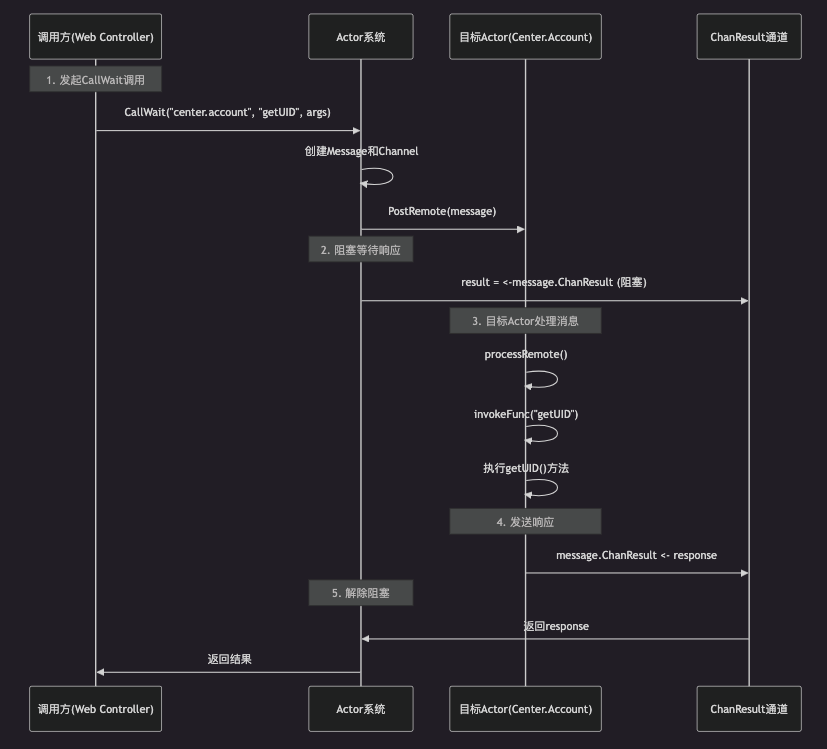 调用方(Web Controller)
Actor系统
目标Actor(Center.Account)
ChanResult通道
1. 发起CallWait调用
CallWait("center.account", "getUID", args)
创建Message和Channel
PostRemote(message)
2. 阻塞等待响应
result = <-message.ChanResult (阻塞)
3. 目标Actor处理消息
processRemote()
invokeFunc("getUID")
执行getUID()方法
4. 发送响应
message.ChanResult <- response
5. 解除阻塞
返回response
返回结果
调用方(Web Controller)
Actor系统
目标Actor(Center.Account)
ChanResult通道